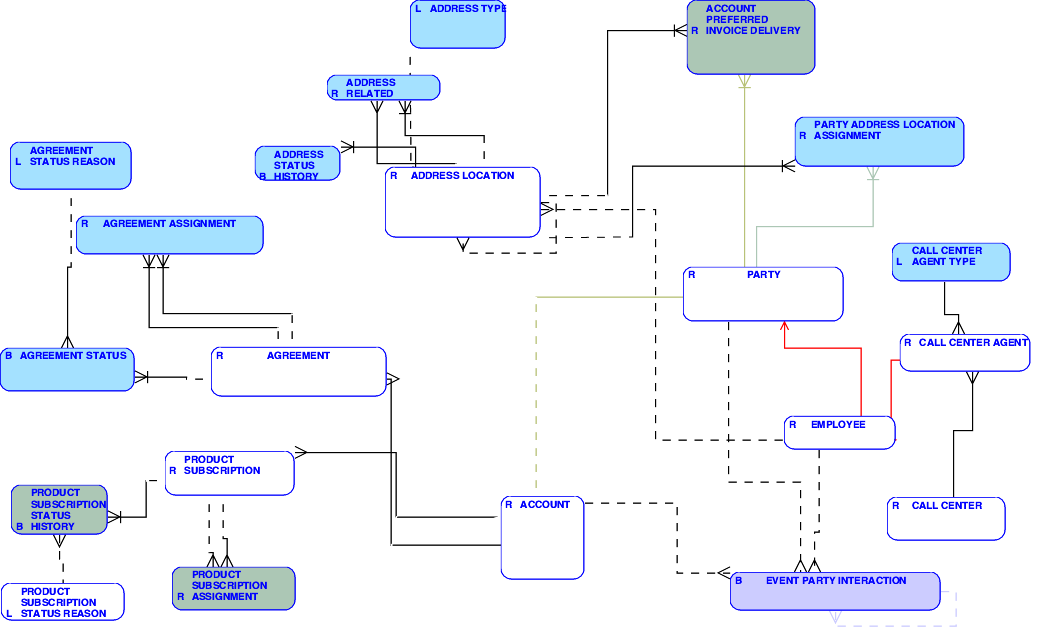 L ADDRESS TYPE
ACCOUNT
PREFERRED
R INVOICE DELIVERY
ADDRESS
R RELATED
PARTY ADDRESS LOCATION
R ASSIGNMENT
AGREEMENT
L STATUS REASON
ADDRESS
STATUS
B HISTORY
R ADDRESS LOCATION
R AGREEMENT ASSIGNMENT
CALL CENTER
L AGENT TYPE
R PARTY
R CALL CENTER AGENT
B AGREEMENT STATUS
R AGREEMENT
R EMPLOYEE
PRODUCT
R SUBSCRIPTION
PRODUCT
SUBSCRIPTION
STATUS
B HISTORY
R ACCOUNT
R CALL CENTER
PRODUCT
SUBSCRIPTION
R ASSIGNMENT
B EVENT PARTY INTERACTION
PRODUCT
SUBSCRIPTION
L STATUS REASON